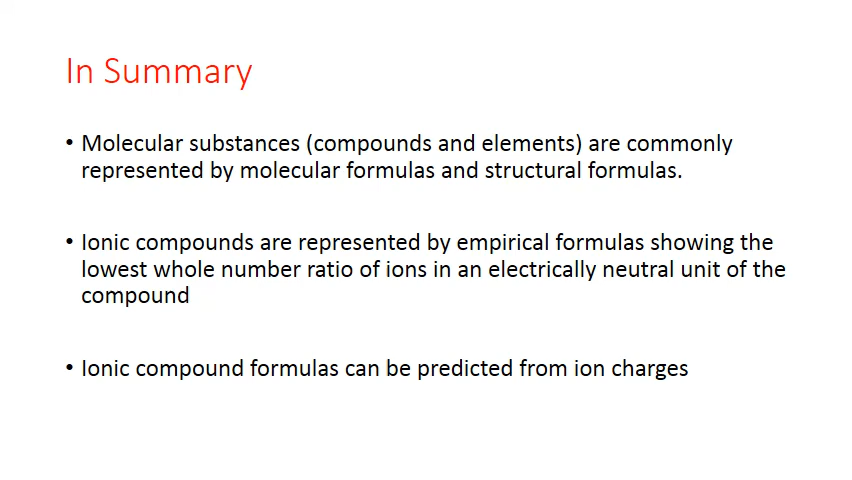 In Summary
• Molecular substances (compounds and elements) are commonly
represented by molecular formulas and structural formulas.
• Ionic compounds are represented by empirical formulas showing the
lowest whole number ratio of ions in an electrically neutral unit of the
compound
• Ionic compound formulas can be predicted from ion charges